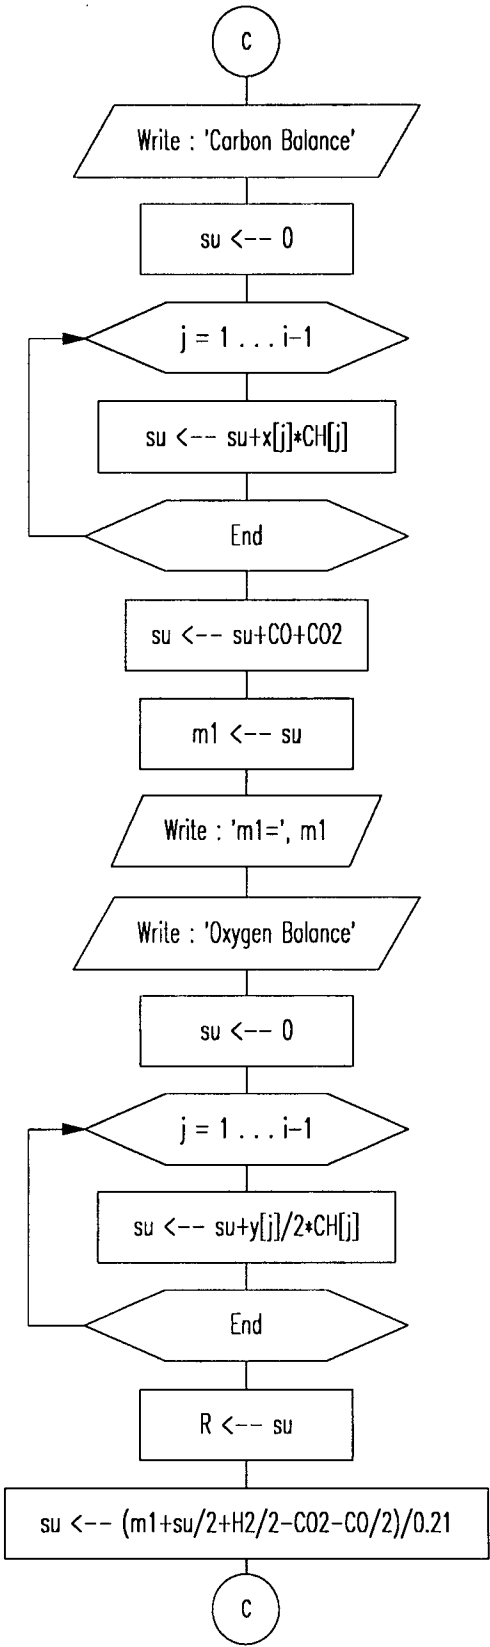 C
Write : 'Carbon Balance'
su <-- 0
j = 1 . . . i-1
su <-- su+x[j]*CH[j]
End
su <-- su+CO+CO2
m1 <-- su
Write : 'm1=', m1
Write : 'Oxygen Balance'
su <-- 0
j = 1 . . . i-1
su <-- su+y[j]/2*CH[j]
End
R <-- su
su <-- (m1+su/2+H2/2-CO2-CO/2)/0.21
C